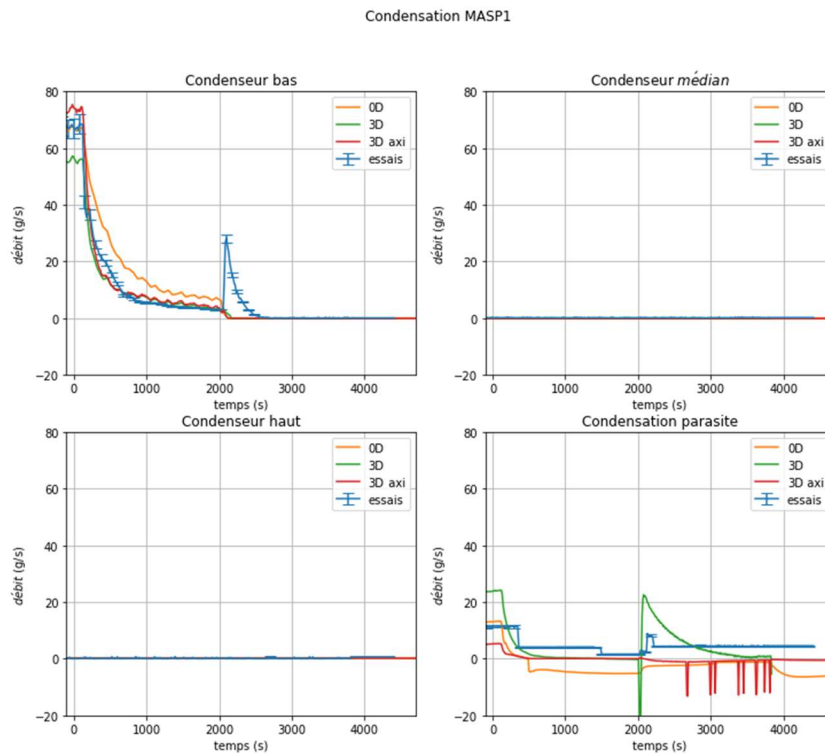 Condensation MASP1
Condenseur bas
80
60
40
20
0
−20
débit (g/s)
0D
3D
3D axi
essais
0 1000 2000 3000 4000
temps (s)
Condenseur médian
80
60
40
20
0
−20
débit (g/s)
0D
3D
3D axi
essais
0 1000 2000 3000 4000
temps (s)
Condenseur haut
80
60
40
20
0
−20
débit (g/s)
0D
3D
3D axi
essais
0 1000 2000 3000 4000
temps (s)
Condensation parasite
80
60
40
20
0
−20
débit (g/s)
0D
3D
3D axi
essais
0 1000 2000 3000 4000
temps (s)